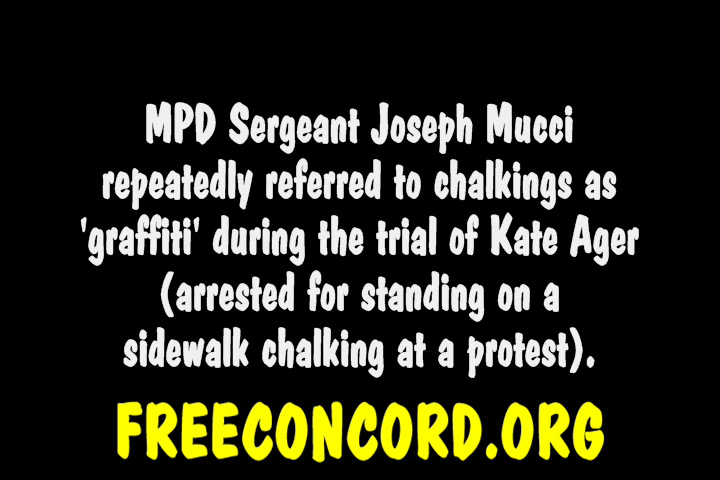 MPD Sergeant Joseph Mucci
repeatedly referred to chalkings as
'graffiti' during the trial of Kate Ager
(arrested for standing on a
sidewalk chalking at a protest).
FREECONCORD.ORG